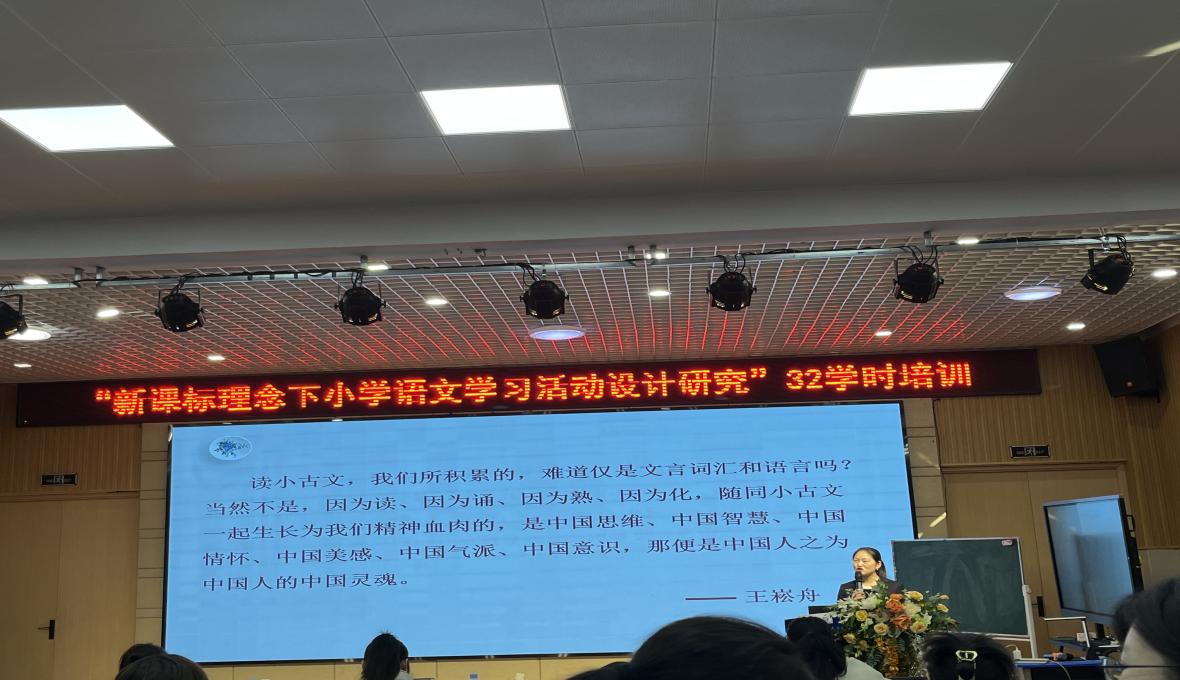 “新课标理念下小学语文学习活动设计研究”32学时培训
读小古文，我们所积累的，难道仅是文言词汇和语言吗？
当然不是，因为读、因为诵、因为熟、因为化，随同小古文
一起生长为我们精神血肉的，是中国思维、中国智慧、中国
情怀、中国美感、中国气派、中国意识，那便是中国人之为
中国人的中国灵魂。
—— 王崧舟